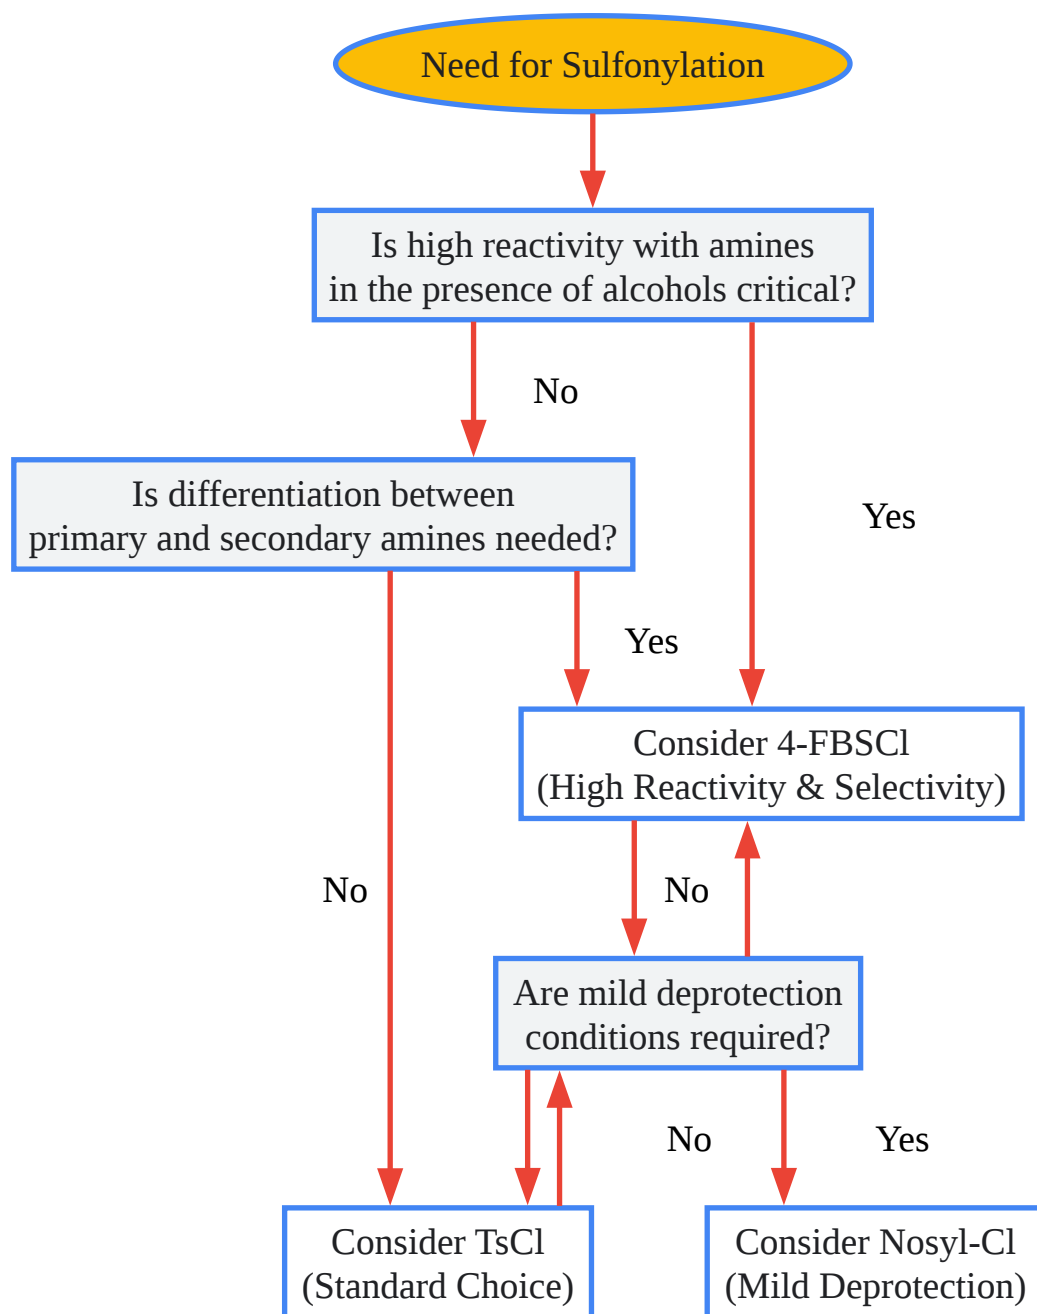 Need for Sulfonylation
Is high reactivity with amines
in the presence of alcohols critical?
No
Is differentiation between
primary and secondary amines needed?
Yes
Yes
Consider 4-FBSCl
(High Reactivity & Selectivity)
No
No
Are mild deprotection
conditions required?
No
Yes
Consider TsCl
(Standard Choice)
Consider Nosyl-Cl
(Mild Deprotection)